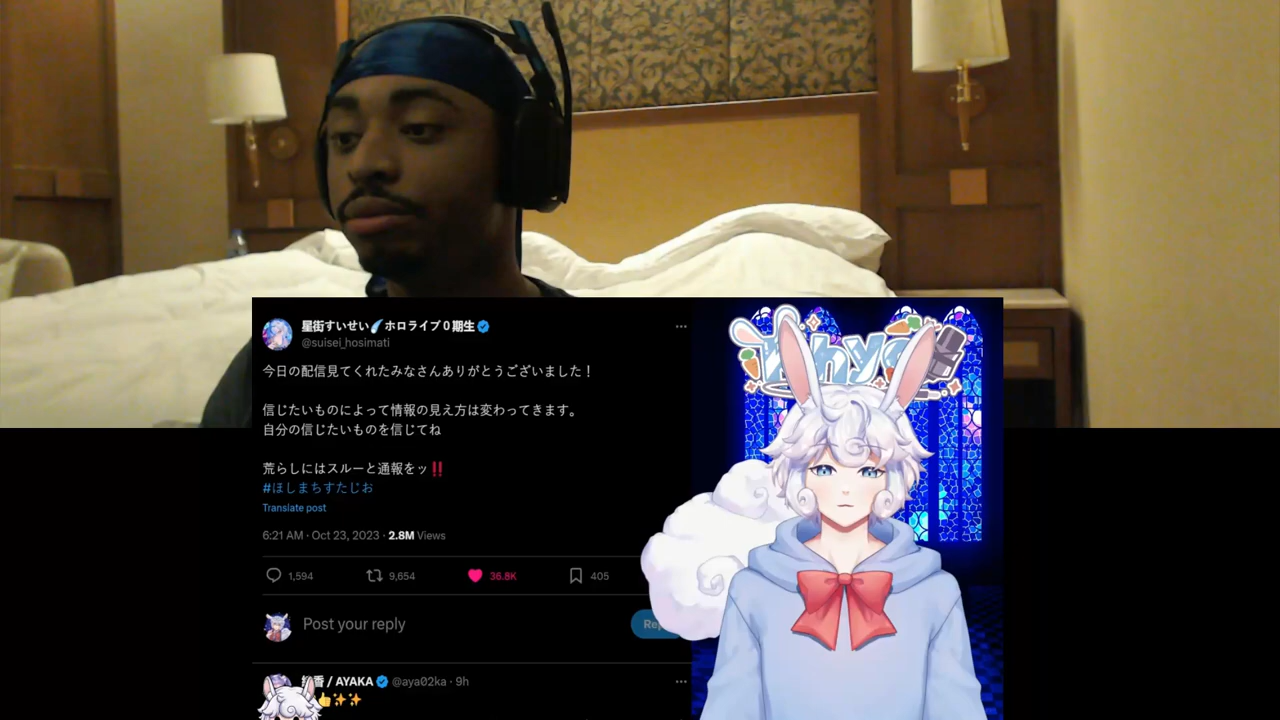 星街すいせい☄️ホロライブ0期生
@suisei_hosimati
今日の配信見てくれたみなさんありがとうございました！
信じたいものによって情報の見え方は変わってきます。
自分の信じたいものを信じてね
荒らしにはスルーと通報をッ‼️
#ほしまちすたじお
Translate post
6:21 AM · Oct 23, 2023 · 2.8M Views
1,594 9,654 36.8K 405
Post your reply
/ AYAKA @aya02ka · 9h
👍✨✨